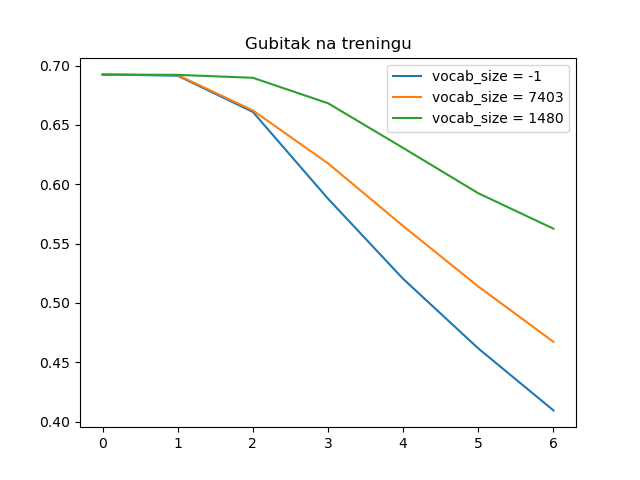 Gubitak na treningu
vocab_size = -1
vocab_size = 7403
vocab_size = 1480
0.70
0.65
0.60
0.55
0.50
0.45
0.40
0 1 2 3 4 5 6